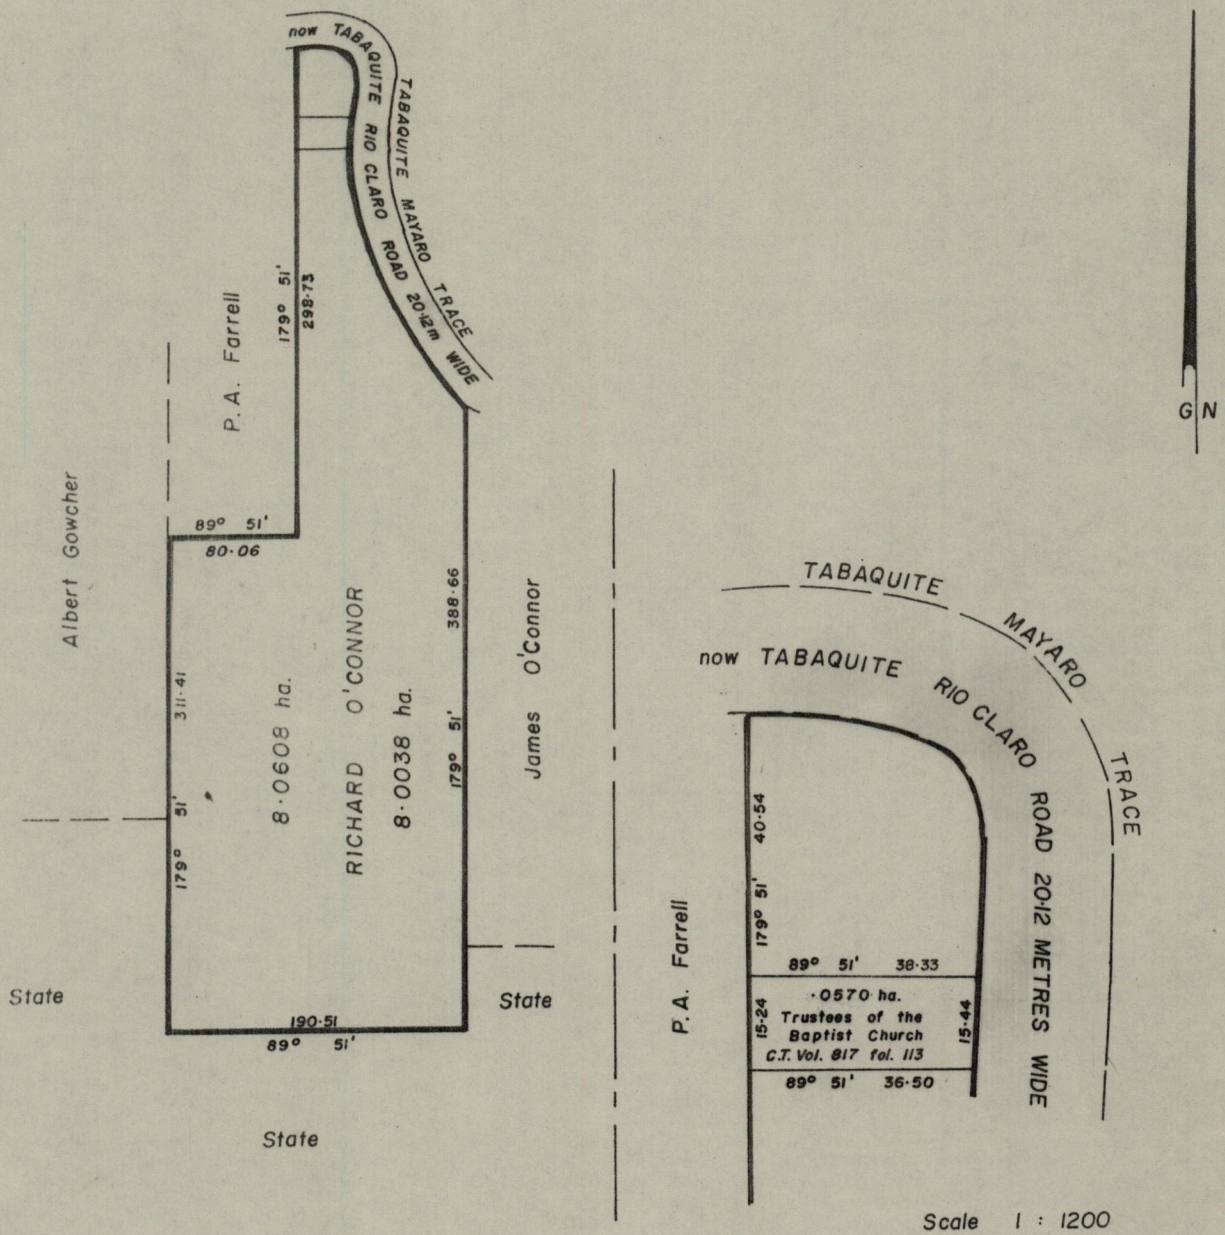 now TABAQUITE RIO CLARO ROAD 20·12m WIDE
TABAQUITE MAYARO TRACE
P.A. Farrell
179° 51'
298·73
G N
Albert Gowcher
89° 51'
80·06
311·41
179° 51'
8·0608 ha.
RICHARD O'CONNOR
8·0038 ha.
388·66
179° 51'
James O'Connor
State
State
190·51
89° 51'
State
TABAQUITE MAYARO TRACE
now TABAQUITE RIO CLARO ROAD 20·12 METRES WIDE
P.A. Farrell
179° 51' 40·54
89° 51' 38·33
15·24
·0570 ha.
Trustees of the
Baptist Church
C.T. Vol. 817 fol. 113
15·44
89° 51' 36·50
Scale 1 : 1200